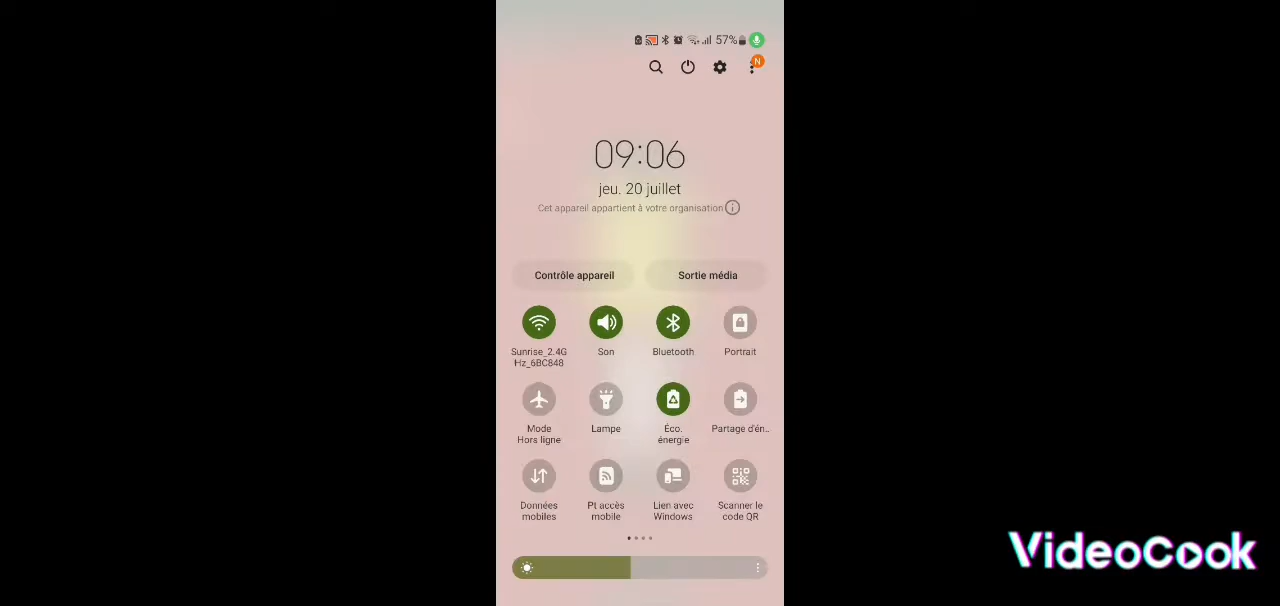 57%
N
09:06
jeu. 20 juillet
Cet appareil appartient à votre organisation
Contrôle appareil Sortie média
Sunrise_2.4G
Hz_6BC848
Son
Bluetooth
Portrait
Mode
Hors ligne
Lampe
Éco.
énergie
Partage d'én..
Données
mobiles
Pt accès
mobile
Lien avec
Windows
Scanner le
code QR
VideoCook